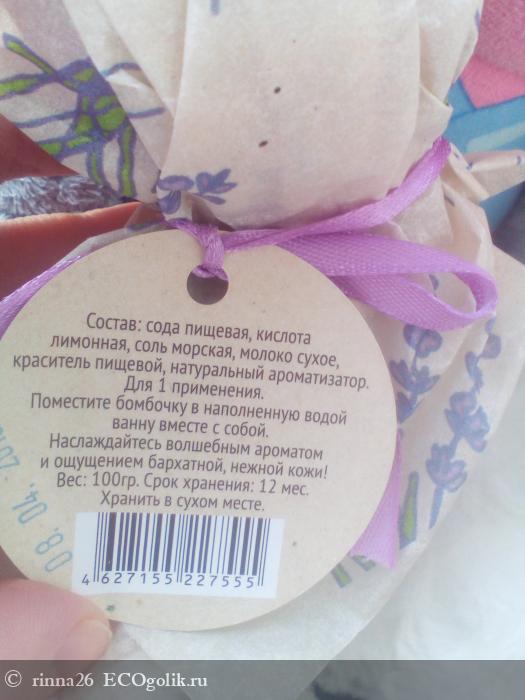 Состав: сода пищевая, кислота
лимонная, соль морская, молоко сухое,
краситель пищевой, натуральный ароматизатор.
Для 1 применения.
Поместите бомбочку в наполненную водой
ванну вместе с собой.
Наслаждайтесь волшебным ароматом
и ощущением бархатной, нежной кожи!
Вес: 100гр. Срок хранения: 12 мес.
Хранить в сухом месте.
08. 04.
4 627155 227555
© rinna26 ECOgolik.ru